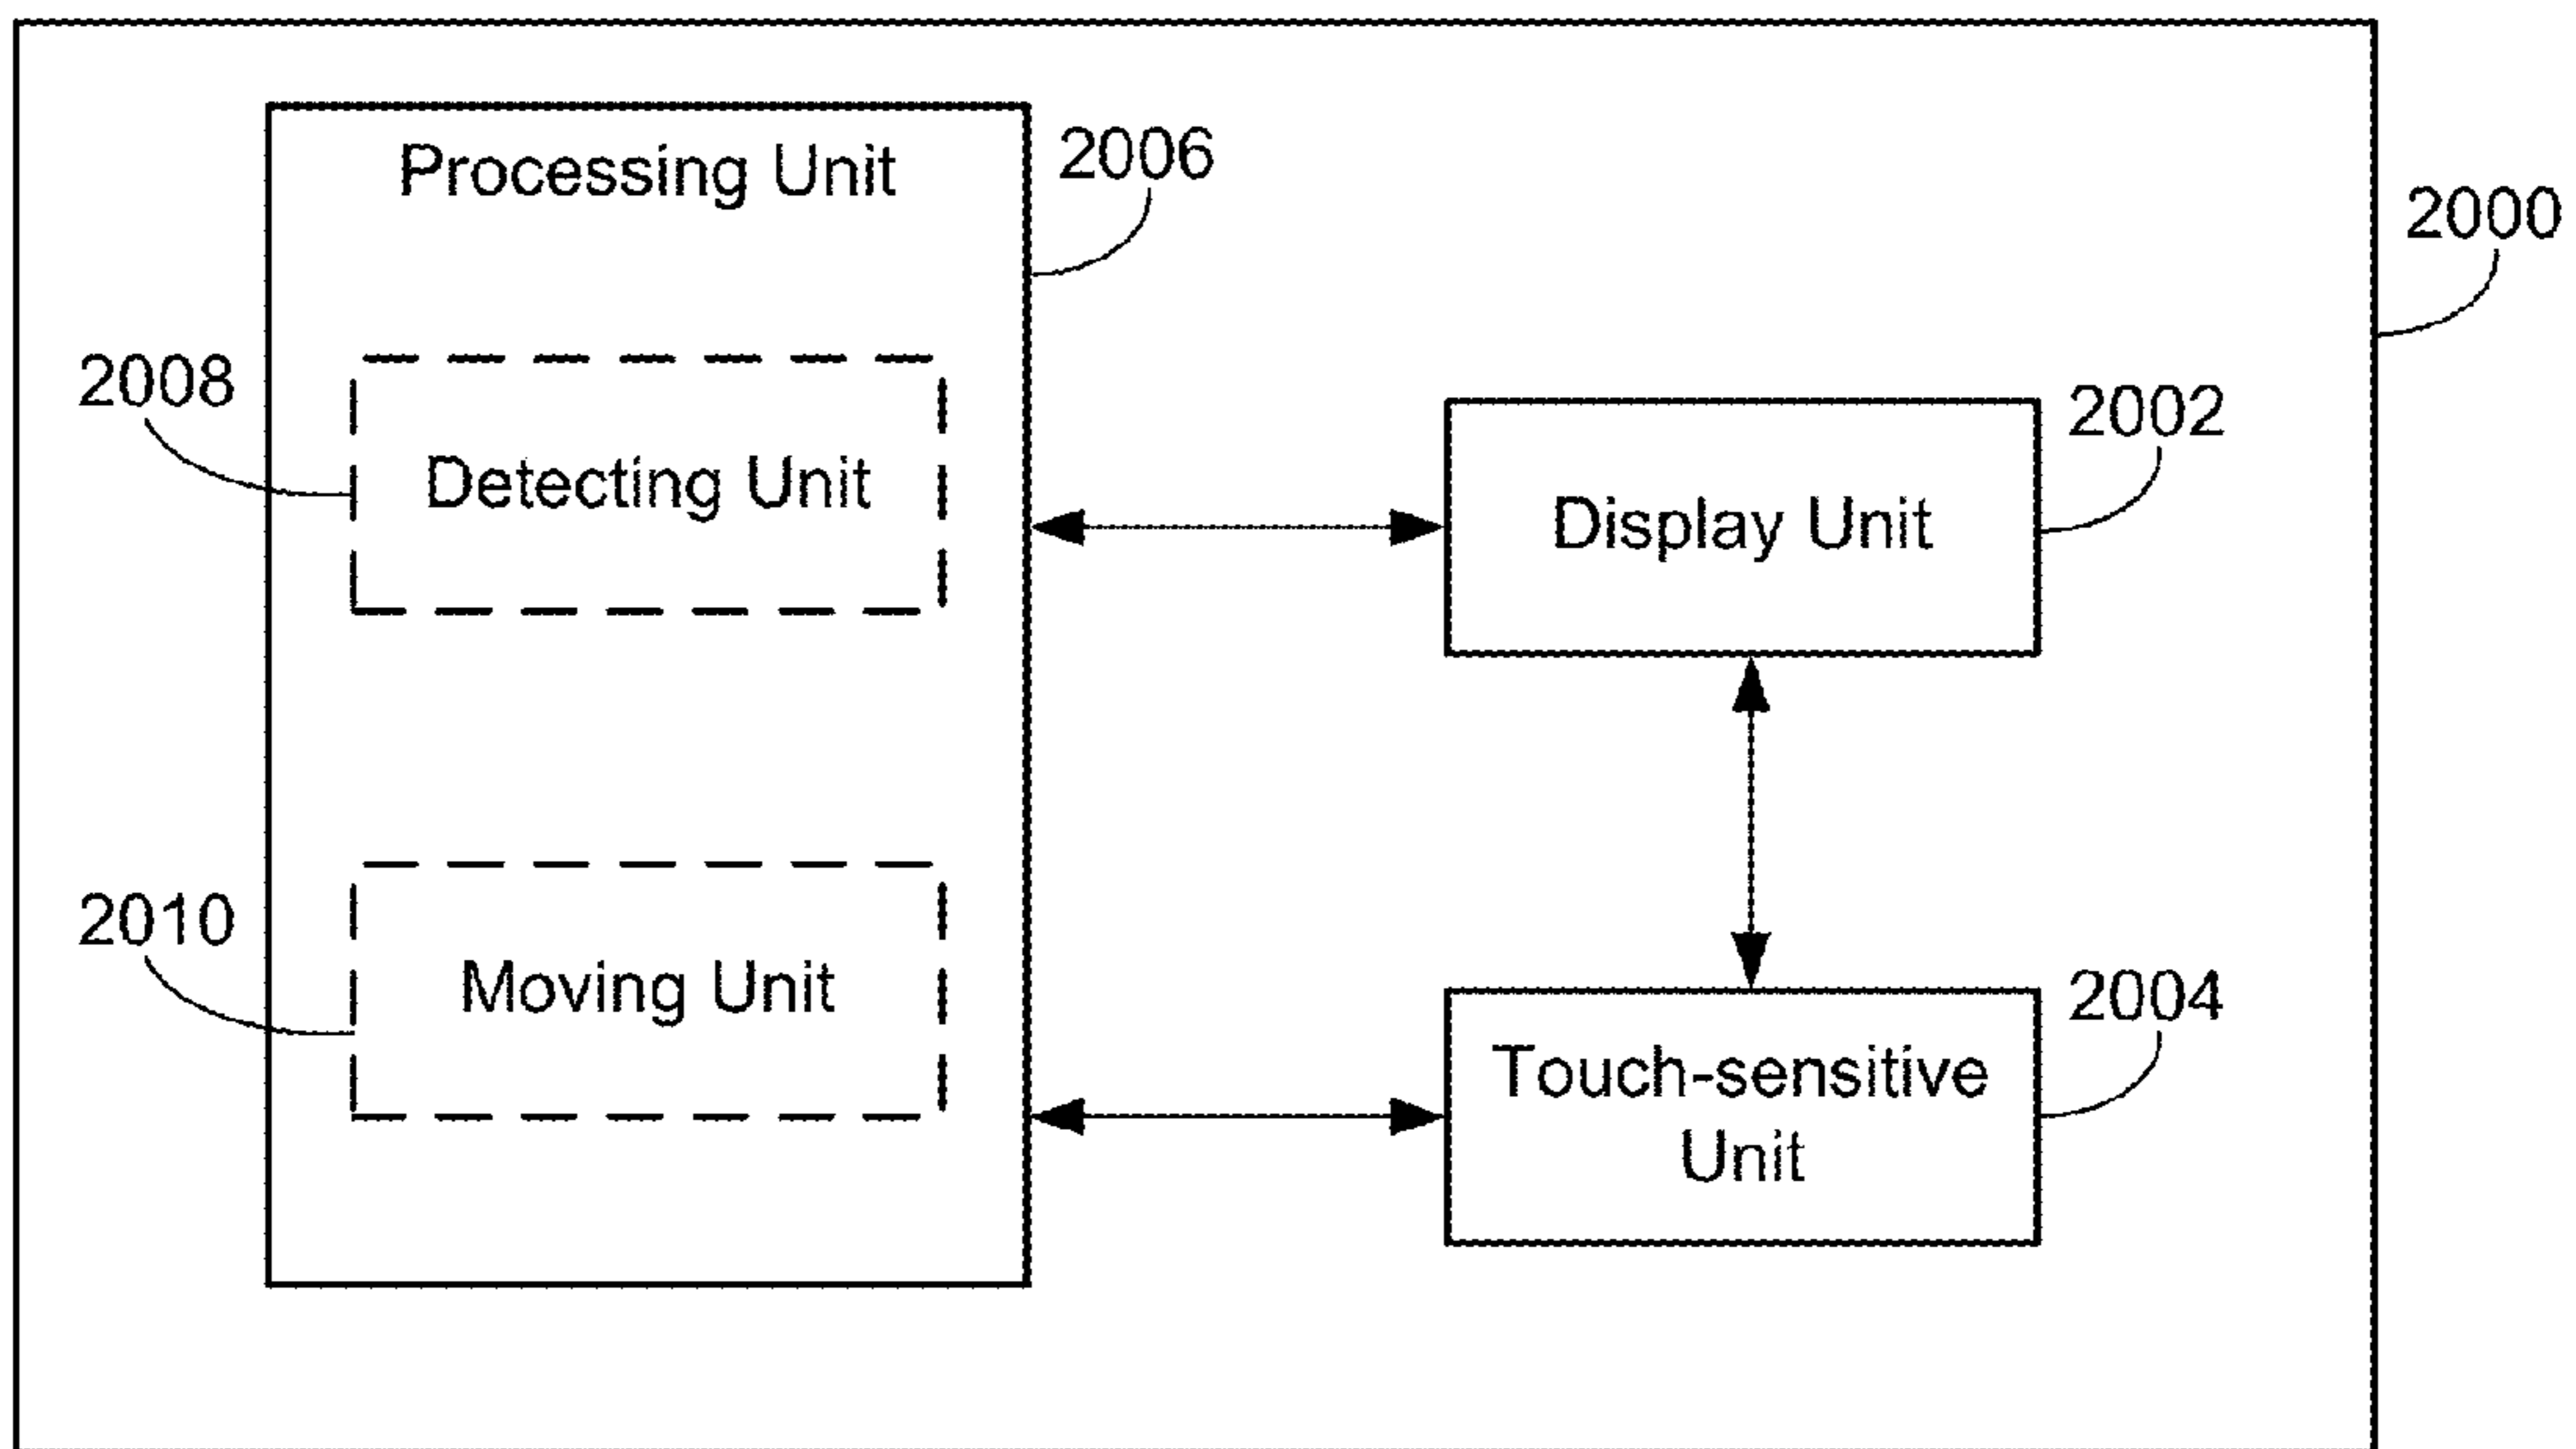 Processing Unit
2006
2000
2008
Detecting Unit
2002
Display Unit
2010
Moving Unit
2004
Touch-sensitive
Unit